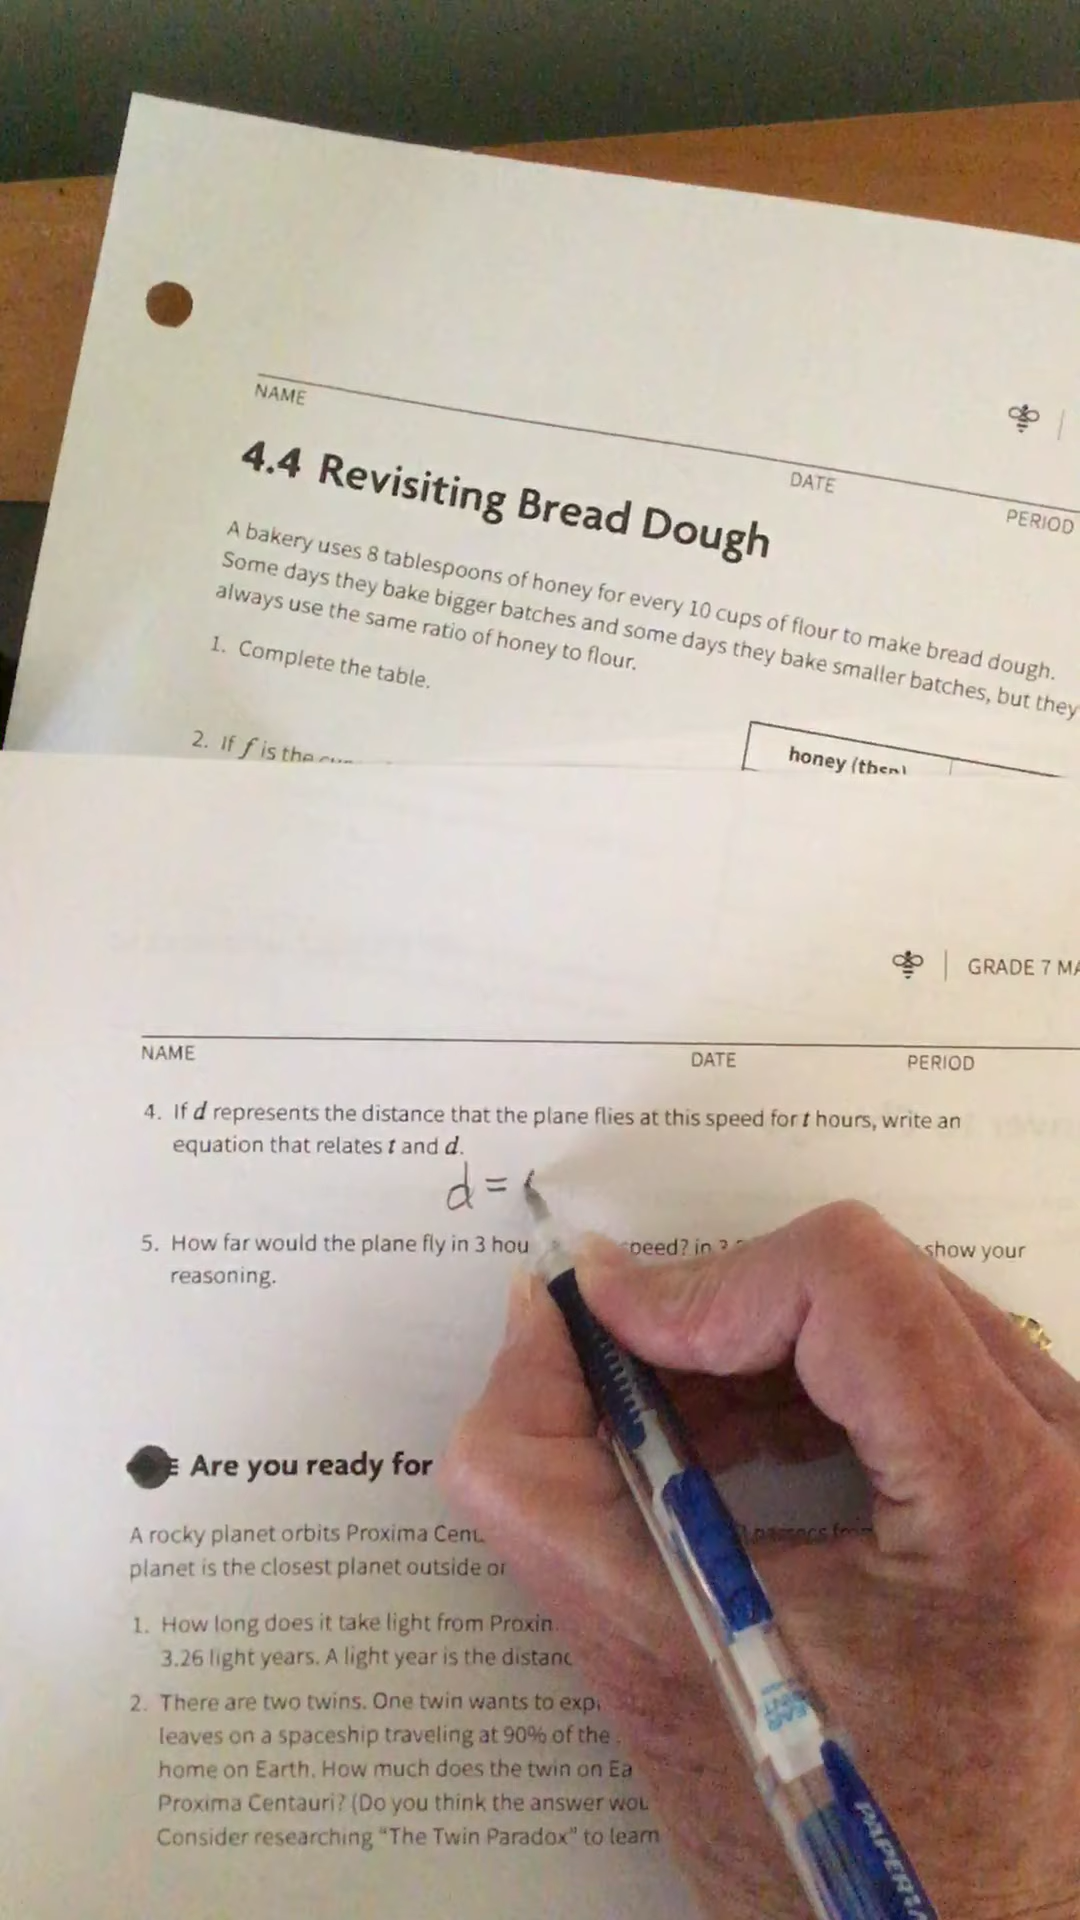 NAME
DATE
PERIOD
4.4 Revisiting Bread Dough
A bakery uses 8 tablespoons of honey for every 10 cups of flour to make bread dough.
Some days they bake bigger batches and some days they bake smaller batches, but they
always use the same ratio of honey to flour.
1. Complete the table.
honey (tbsp)
2. If f is the
GRADE 7
NAME
DATE
PERIOD
4. If d represents the distance that the plane flies at this speed for t hours, write an
equation that relates t and d.
d =
5. How far would the plane fly in 3 speed? in show your
reasoning.
Are you ready for
A rocky planet orbits Proxima
planet is the closest planet outside
1. How long does it take light from
3.26 light years. A light year is the
2. There are two twins. One twin wants to
leaves on a spaceship traveling at 90% of the
home on Earth. How much does the twin on
Proxima Centauri? (Do you think the answer
Consider researching “The Twin Paradox” to learn